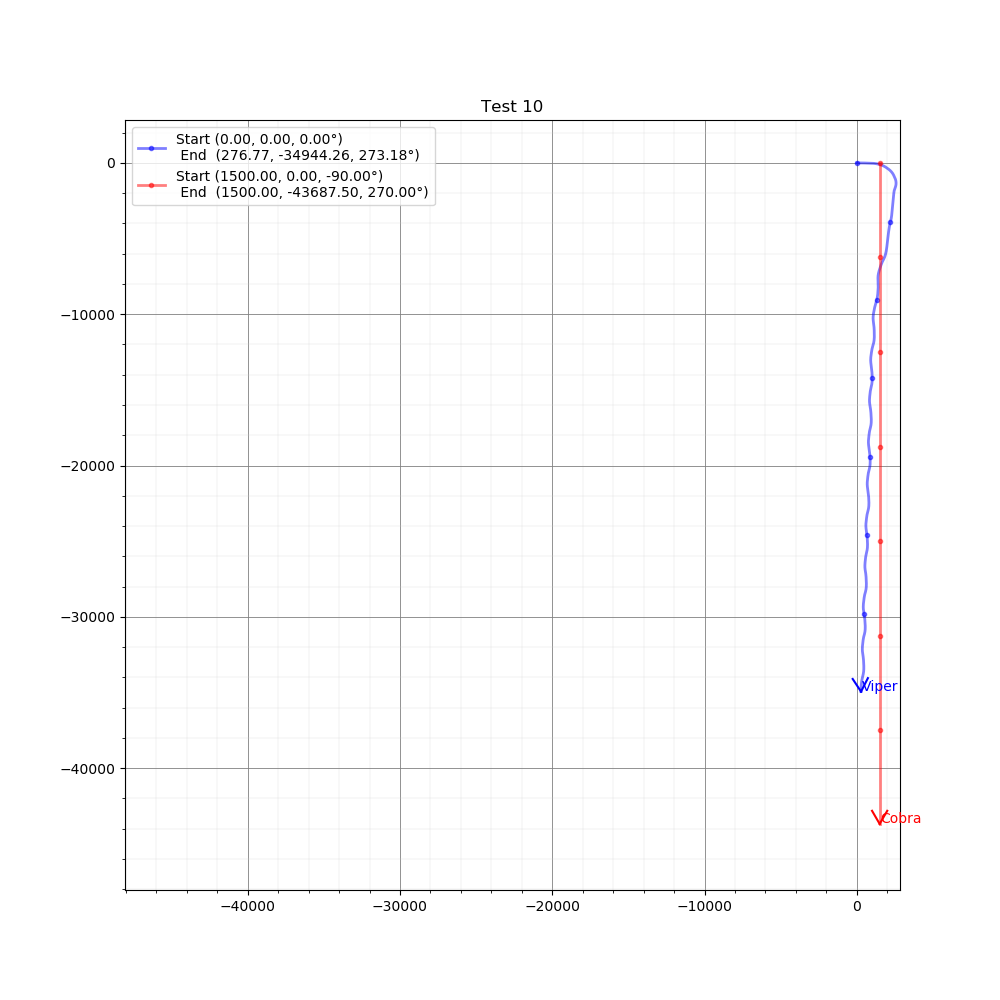 Test 10
Start (0.00, 0.00, 0.00°)
End (276.77, -34944.26, 273.18°)
Start (1500.00, 0.00, -90.00°)
End (1500.00, -43687.50, 270.00°)
0
−10000
−20000
−30000
−40000
Viper
Cobra
−40000 −30000 −20000 −10000 0